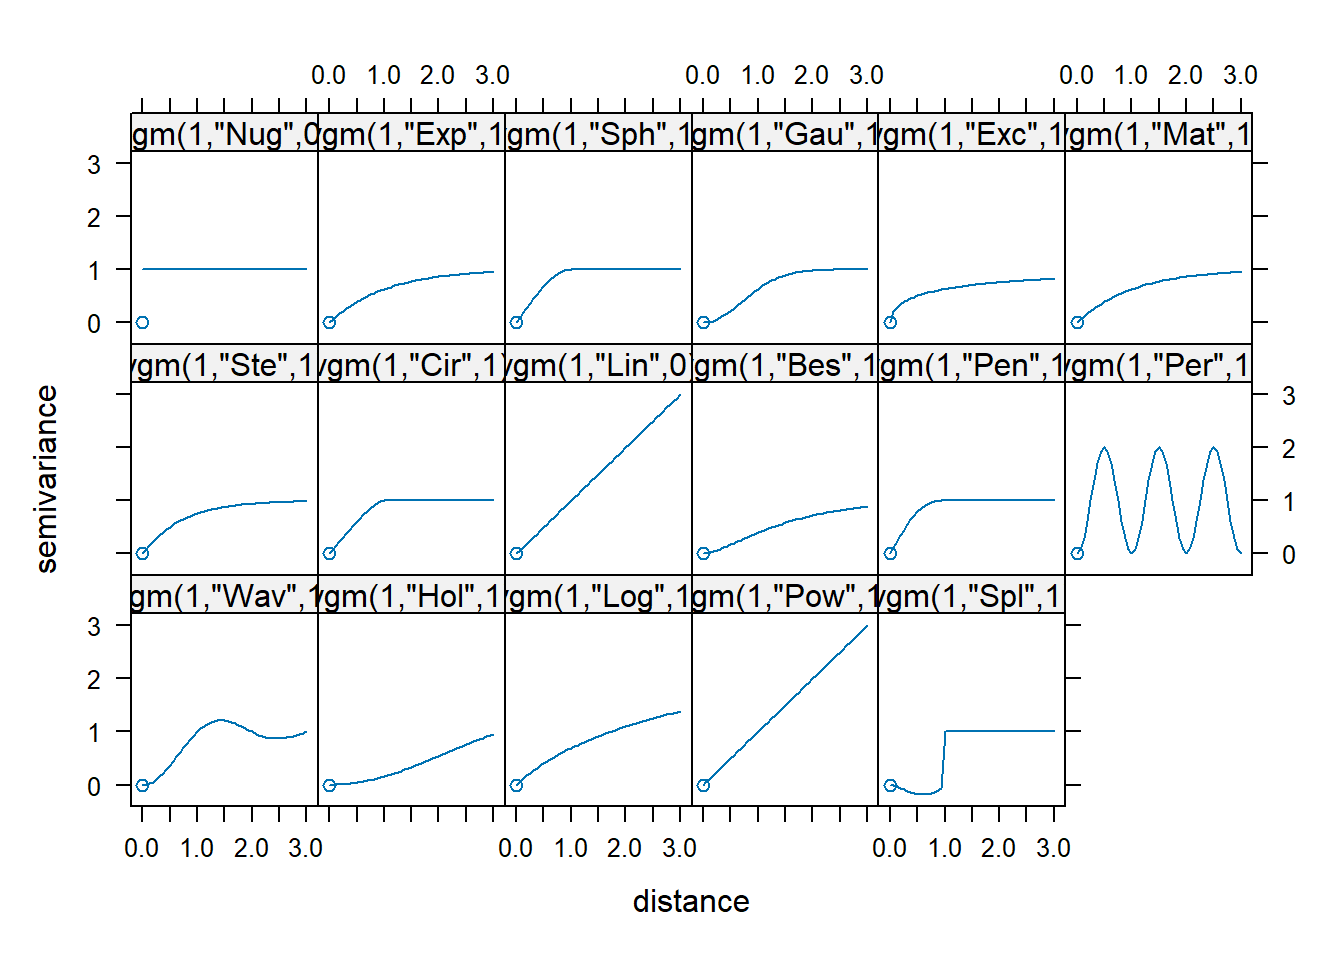 0.0 1.0 2.0 3.0 0.0 1.0 2.0 3.0 0.0 1.0 2.0 3.0
gm(1,"Nug",0 vgm(1,"Exp",1 gm(1,"Sph",1 gm(1,"Gau",1 vgm(1,"Exc",1 vgm(1,"Mat",1
3
2
1
0
vgm(1,"Ste",1 vgm(1,"Cir",1) vgm(1,"Lin",0) gm(1,"Bes",1 vgm(1,"Pen",1 vgm(1,"Per",1
3
2
1
0
gm(1,"Wav",1 vgm(1,"Hol",1 vgm(1,"Log",1 gm(1,"Pow",1 vgm(1,"Spl",1
3
2
1
0
0.0 1.0 2.0 3.0 0.0 1.0 2.0 3.0 0.0 1.0 2.0 3.0
distance
semivariance